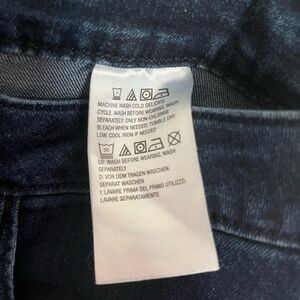 MACHINE WASH COLD DELICATE
CYCLE. WASH BEFORE WEARING. WASH
SEPARATELY. ONLY NON-CHLORINE
BLEACH WHEN NEEDED. TUMBLE DRY
LOW. COOL IRON IF NEEDED
30
GB: WASH BEFORE WEARING. WASH
SEPARATELY
D: VOR DEM TRAGEN WASCHEN.
SEPARAT WASCHEN
I: LAVARE PRIMA DEL PRIMO UTILIZZO.
LAVARE SEPARATAMENTE